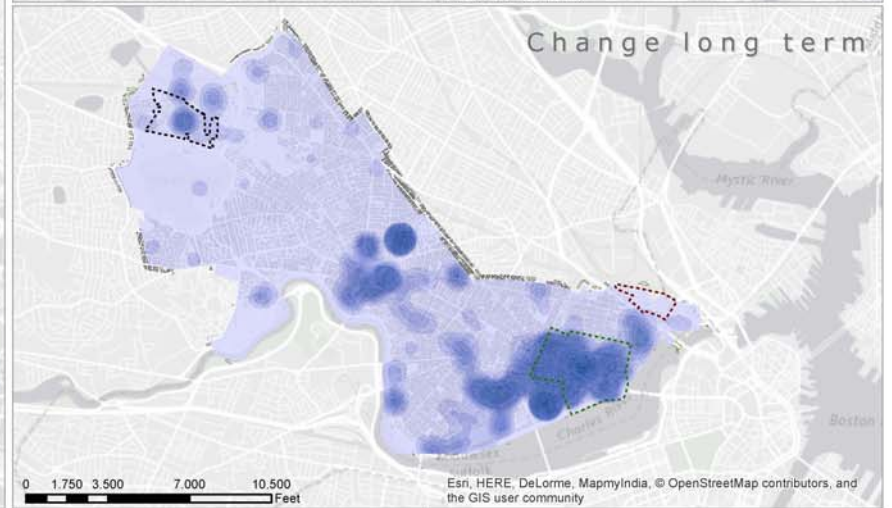 Change long term
Mystic River
Charles River
Suffolk
Boston
0 1.750 3.500 7.000 10.500
Feet
Esri, HERE, DeLorme, MapmyIndia, © OpenStreetMap contributors, and
the GIS user community